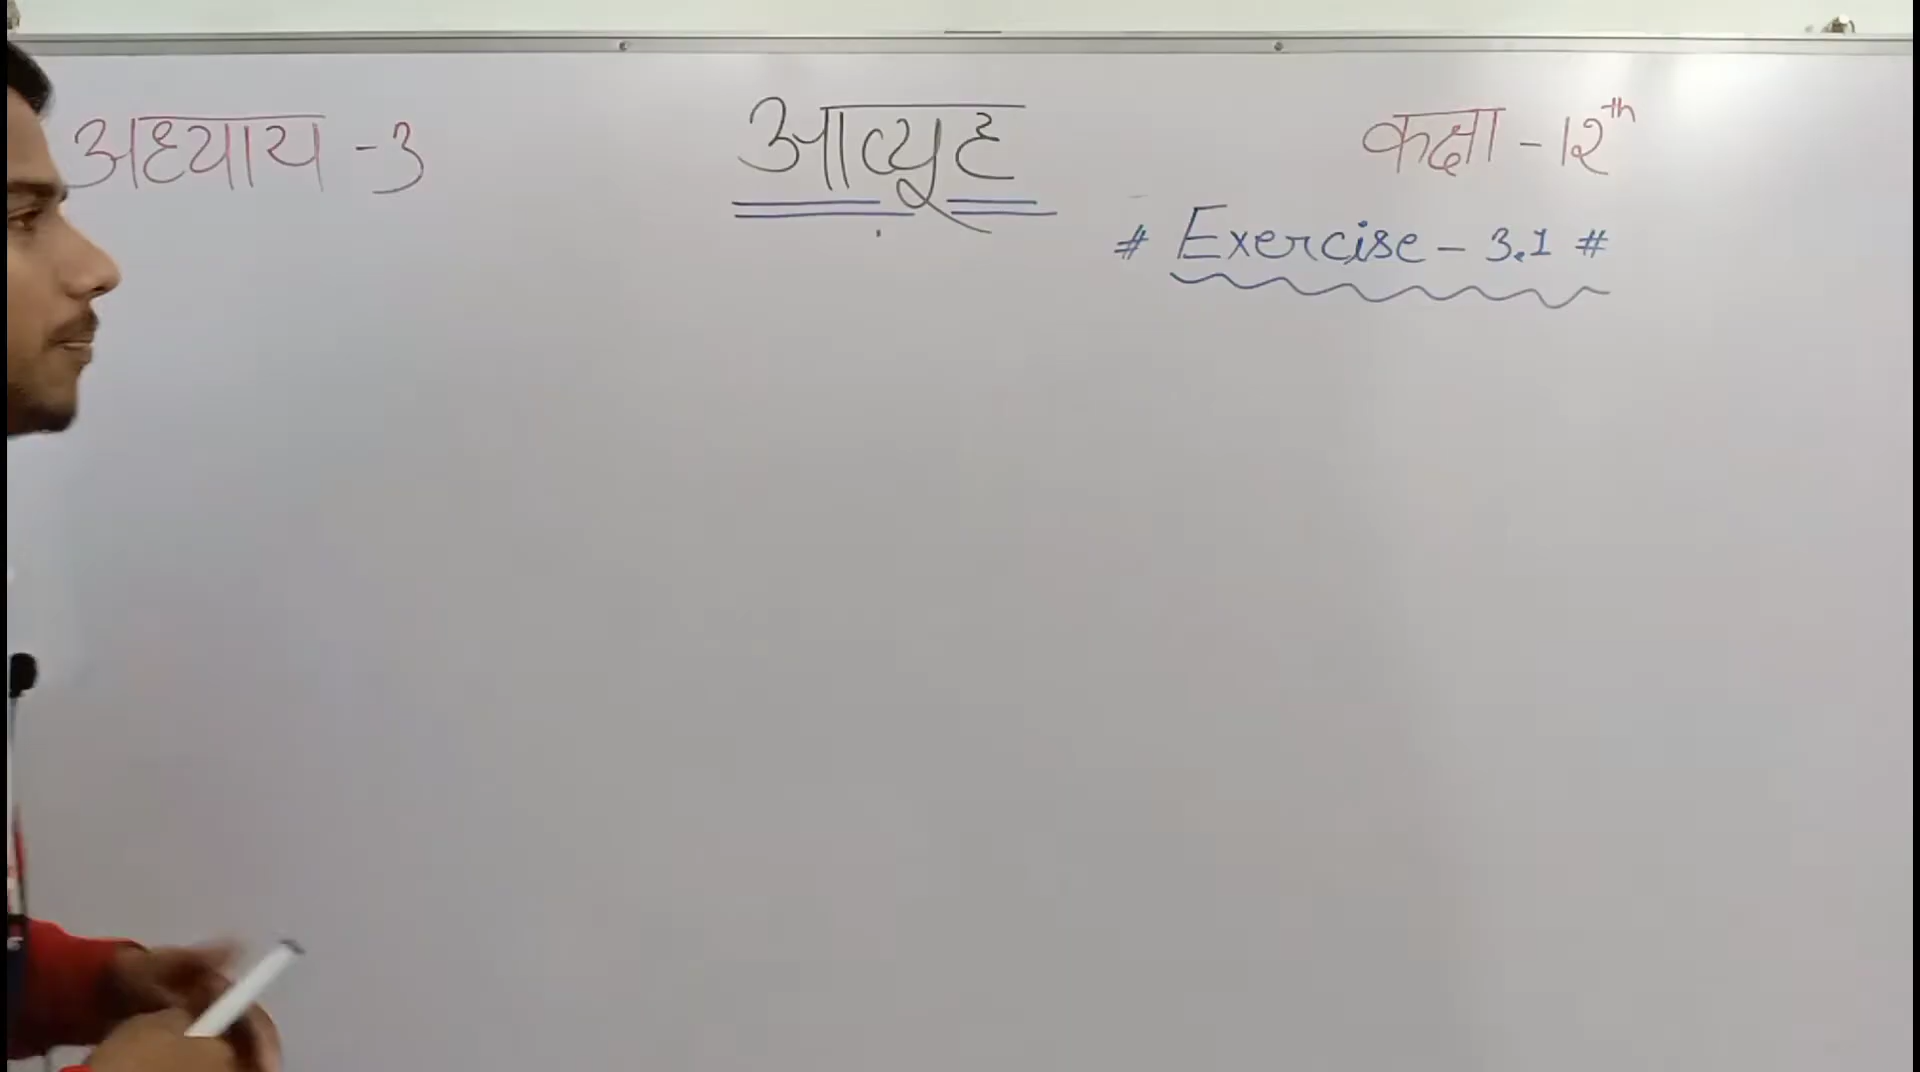 अध्याय - 3
आव्यूह
कक्षा - 12th
# Exercise - 3.1 #